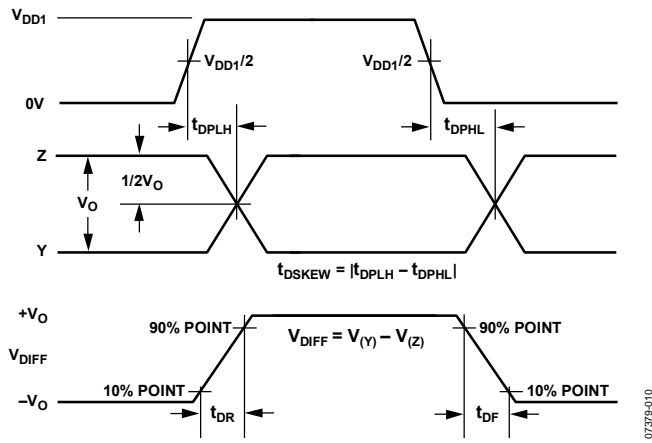 VDD1
VDD1/2
VDD1/2
0V
tDPLH
tDPHL
Z
1/2VO
VO
Y
tDSKEW = |tDPLH – tDPHL|
+VO
90% POINT
VDIFF = V(Y) – V(Z)
90% POINT
VDIFF
10% POINT
10% POINT
–VO
tDR
tDF
07379-010